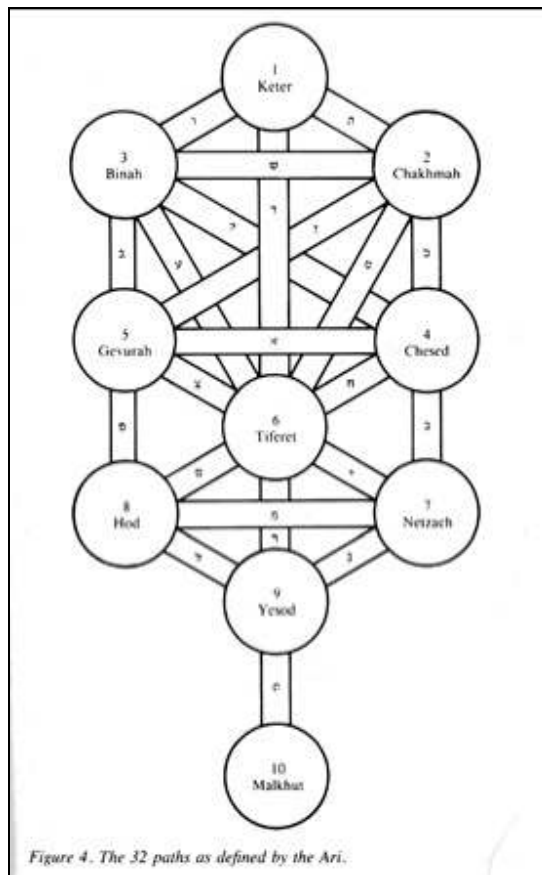 1
Keter
ה
3
Binah
2
Chakhmah
ש
ז
ע
5
Gevurah
4
Chesed
א
צ
6
Tiferet
פ
8
Hod
7
Netzach
מ
9
Yesod
10
Malkhut
Figure 4. The 32 paths as defined by the Ari.